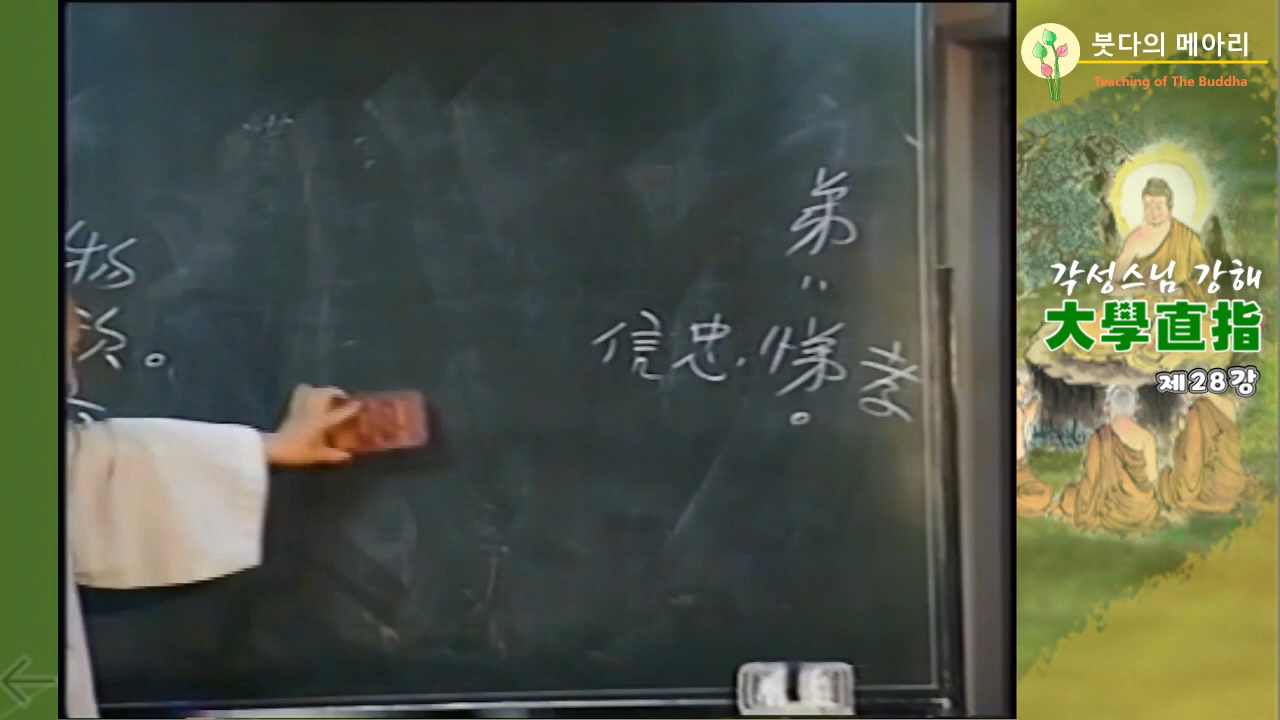 弟
〃
信忠.悌孝
。
物
붓다의 메아리
Teaching of The Buddha
각성스님 강해
大學直指
제28강